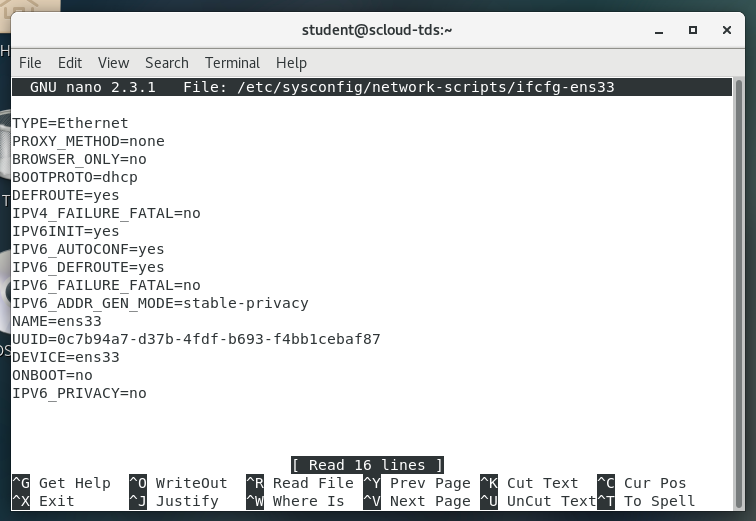 student@scloud-tds:~
File Edit View Search Terminal Help
GNU nano 2.3.1 File: /etc/sysconfig/network-scripts/ifcfg-ens33
TYPE=Ethernet
PROXY_METHOD=none
BROWSER_ONLY=no
BOOTPROTO=dhcp
DEFROUTE=yes
IPV4_FAILURE_FATAL=no
IPV6INIT=yes
IPV6_AUTOCONF=yes
IPV6_DEFROUTE=yes
IPV6_FAILURE_FATAL=no
IPV6_ADDR_GEN_MODE=stable-privacy
NAME=ens33
UUID=0c7b94a7-d37b-4fdf-b693-f4bb1cebaf87
DEVICE=ens33
ONBOOT=no
IPV6_PRIVACY=no
[ Read 16 lines ]
^G Get Help ^O WriteOut ^R Read File ^Y Prev Page ^K Cut Text ^C Cur Pos
^X Exit ^J Justify ^W Where Is ^V Next Page ^U UnCut Text^T To Spell